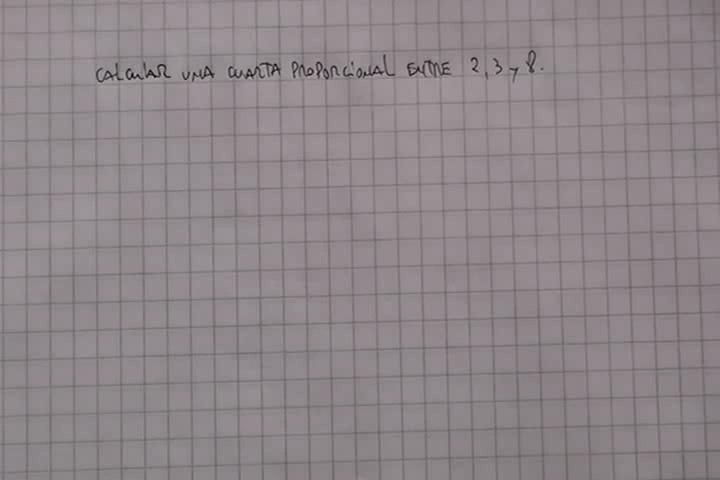 CALCULAR UNA CUARTA PROPORCIONAL ENTRE 2, 3 y 8.